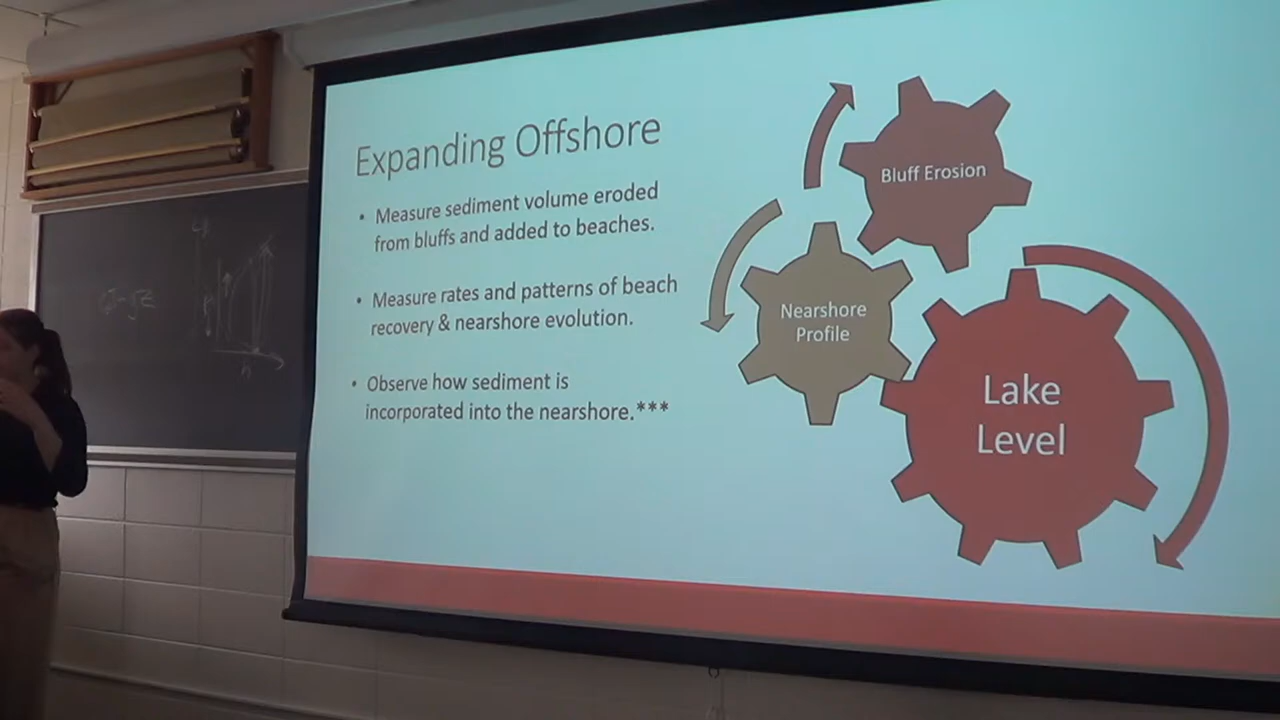 Expanding Offshore
• Measure sediment volume eroded
from bluffs and added to beaches.
• Measure rates and patterns of beach
recovery & nearshore evolution.
• Observe how sediment is
incorporated into the nearshore.***
Bluff Erosion
Nearshore
Profile
Lake
Level